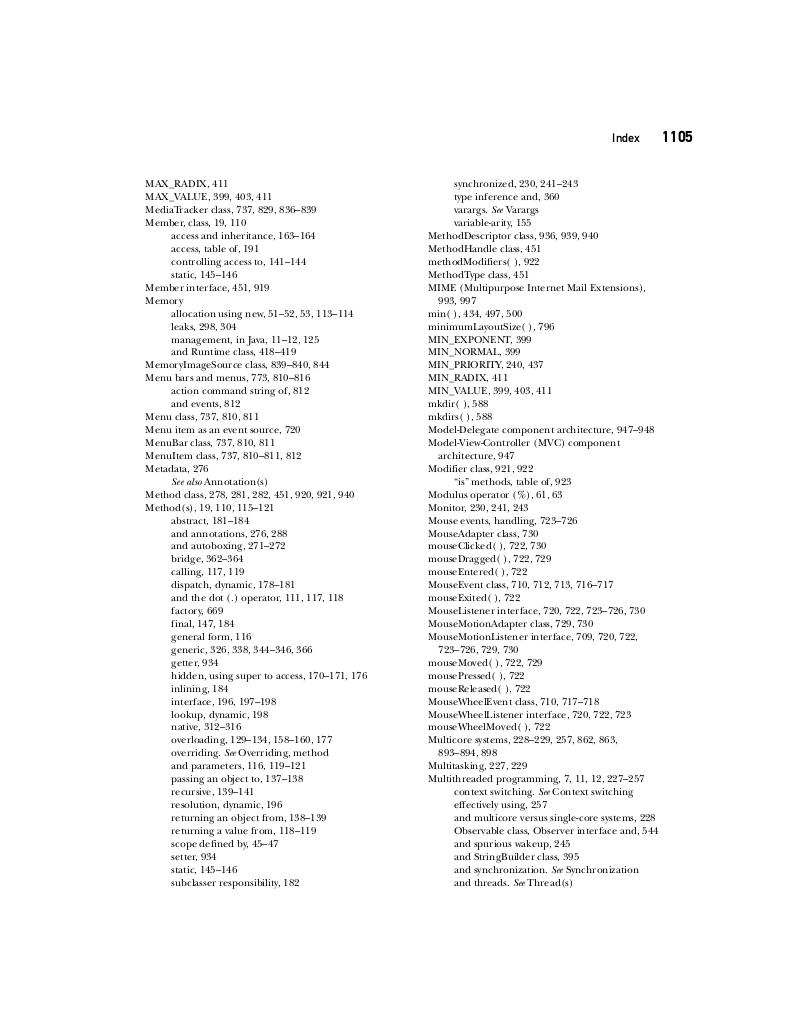 Index 1105
MAX_RADIX, 411
MAX_VALUE, 399, 403, 411
MediaTracker class, 737, 829, 836–839
Member, class, 19, 110
access and inheritance, 163–164
access, table of, 191
controlling access to, 141–144
static, 145–146
Member interface, 451, 919
Memory
allocation using new, 51–52, 53, 113–114
leaks, 298, 304
management, in Java, 11–12, 125
and Runtime class, 418–419
MemoryImageSource class, 839–840, 844
Menu bars and menus, 773, 810–816
action command string of, 812
and events, 812
Menu class, 737, 810, 811
Menu item as an event source, 720
MenuBar class, 737, 810, 811
MenuItem class, 737, 810–811, 812
Metadata, 276
See also Annotation(s)
Method class, 278, 281, 282, 451, 920, 921, 940
Method(s), 19, 110, 115–121
abstract, 181–184
and annotations, 276, 288
and autoboxing, 271–272
bridge, 362–364
calling, 117, 119
dispatch, dynamic, 178–181
and the dot (.) operator, 111, 117, 118
factory, 669
final, 147, 184
general form, 116
generic, 326, 338, 344–346, 366
getter, 934
hidden, using super to access, 170–171, 176
inlining, 184
interface, 196, 197–198
lookup, dynamic, 198
native, 312–316
overloading, 129–134, 158–160, 177
overriding. See Overriding, method
and parameters, 116, 119–121
passing an object to, 137–138
recursive, 139–141
resolution, dynamic, 196
returning an object from, 138–139
returning a value from, 118–119
scope defined by, 45–47
setter, 934
static, 145–146
subclasser responsibility, 182
synchronized, 230, 241–243
type inference and, 360
varargs. See Varargs
variable-arity, 155
MethodDescriptor class, 936, 939, 940
MethodHandle class, 451
methodModifiers( ), 922
MethodType class, 451
MIME (Multipurpose Internet Mail Extensions),
993, 997
min( ), 434, 497, 500
minimumLayoutSize( ), 796
MIN_EXPONENT, 399
MIN_NORMAL, 399
MIN_PRIORITY, 240, 437
MIN_RADIX, 411
MIN_VALUE, 399, 403, 411
mkdir( ), 588
mkdirs( ), 588
Model-Delegate component architecture, 947–948
Model-View-Controller (MVC) component
architecture, 947
Modifier class, 921, 922
“is” methods, table of, 923
Modulus operator (%), 61, 63
Monitor, 230, 241, 243
Mouse events, handling, 723–726
MouseAdapter class, 730
mouseClicked( ), 722, 730
mouseDragged( ), 722, 729
mouseEntered( ), 722
MouseEvent class, 710, 712, 713, 716–717
mouseExited( ), 722
MouseListener interface, 720, 722, 723–726, 730
MouseMotionAdapter class, 729, 730
MouseMotionListener interface, 709, 720, 722,
723–726, 729, 730
mouseMoved( ), 722, 729
mousePressed( ), 722
mouseReleased( ), 722
MouseWheelEvent class, 710, 717–718
MouseWheelListener interface, 720, 722, 723
mouseWheelMoved( ), 722
Multicore systems, 228–229, 257, 862, 863,
893–894, 898
Multitasking, 227, 229
Multithreaded programming, 7, 11, 12, 227–257
context switching. See Context switching
effectively using, 257
and multicore versus single-core systems, 228
Observable class, Observer interface and, 544
and spurious wakeup, 245
and StringBuilder class, 395
and synchronization. See Synchronization
and threads. See Thread(s)